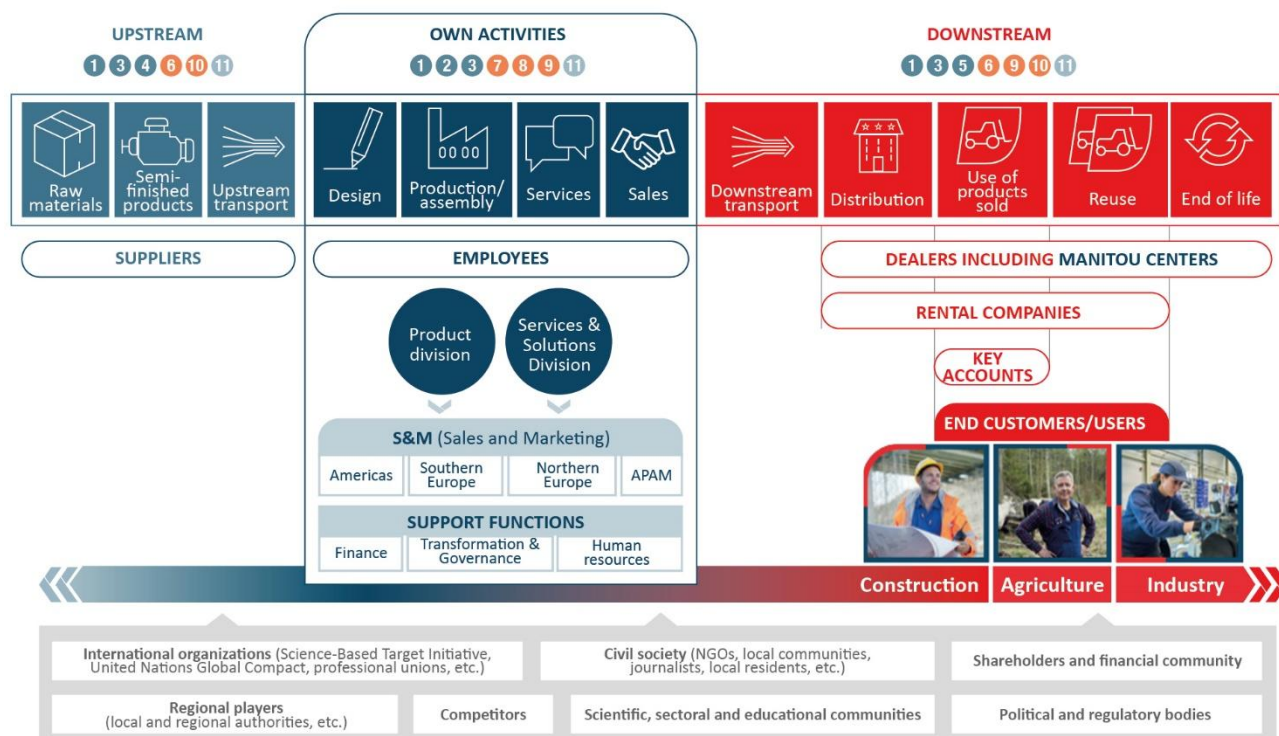 UPSTREAM
1 3 4 6 10 11
OWN ACTIVITIES
1 2 3 7 8 9 11
DOWNSTREAM
1 3 5 6 9 10 11
Raw
materials
Semi-
finished
products
Upstream
transport
Design
Production/
assembly
Services
Sales
Downstream
transport
Distribution
Use of
products
sold
Reuse
End of life
SUPPLIERS
EMPLOYEES
DEALERS INCLUDING MANITOU CENTERS
RENTAL COMPANIES
KEY
ACCOUNTS
END CUSTOMERS/USERS
Product
division
Services &
Solutions
Division
S&M (Sales and Marketing)
Americas
Southern
Europe
Northern
Europe
APAM
SUPPORT FUNCTIONS
Finance
Transformation &
Governance
Human
resources
Construction
Agriculture
Industry
International organizations (Science-Based Target Initiative,
United Nations Global Compact, professional unions, etc.)
Civil society (NGOs, local communities,
journalists, local residents, etc.)
Shareholders and financial community
Regional players
(local and regional authorities, etc.)
Competitors
Scientific, sectoral and educational communities
Political and regulatory bodies